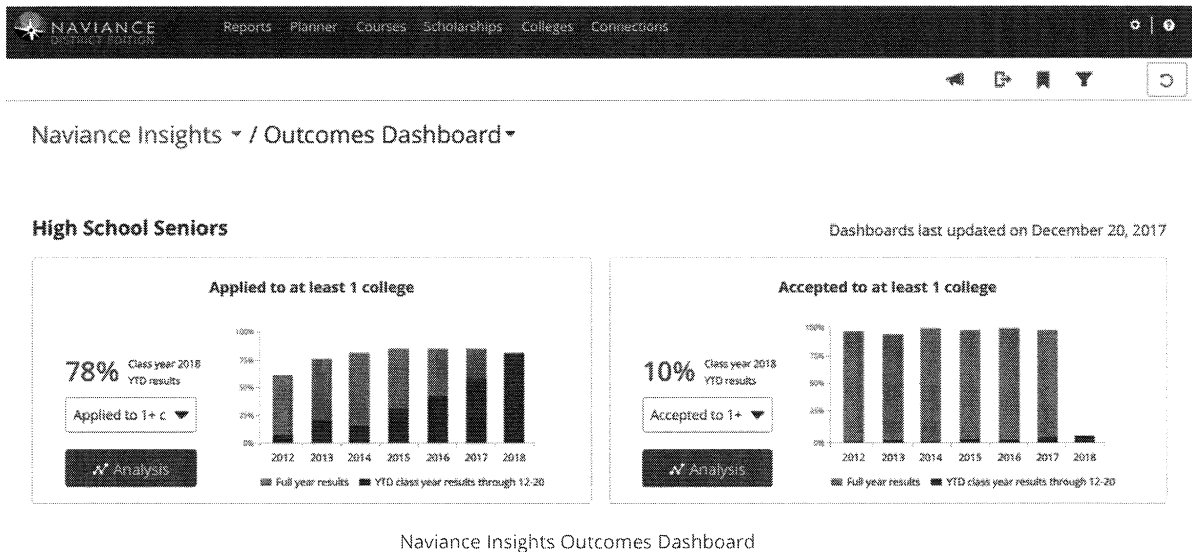 NAVIANCE
DISTRICT EDITION
Reports Planner Courses Scholarships Colleges Connections
Naviance Insights / Outcomes Dashboard
High School Seniors
Dashboards last updated on December 20, 2017
Applied to at least 1 college
78% Class year 2018
YTD results
Applied to 1+ c
Analysis
100%
75%
50%
25%
0%
2012 2013 2014 2015 2016 2017 2018
Full year results YTD class year results through 12-20
Accepted to at least 1 college
10% Class year 2018
YTD results
Accepted to 1+
Analysis
100%
75%
50%
25%
0%
2012 2013 2014 2015 2016 2017 2018
Full year results YTD class year results through 12-20
Naviance Insights Outcomes Dashboard